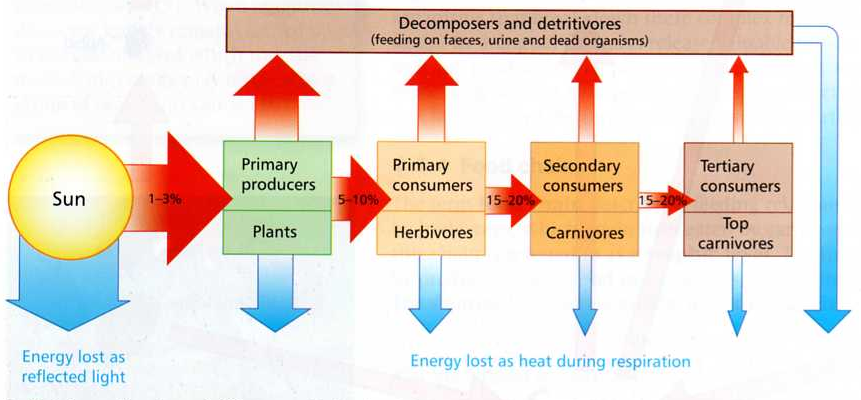 Decomposers and detritivores
(feeding on faeces, urine and dead organisms)
Sun
1–3%
Primary
producers
Plants
5–10%
Primary
consumers
Herbivores
15–20%
Secondary
consumers
Carnivores
15–20%
Tertiary
consumers
Top
carnivores
Energy lost as
reflected light
Energy lost as heat during respiration